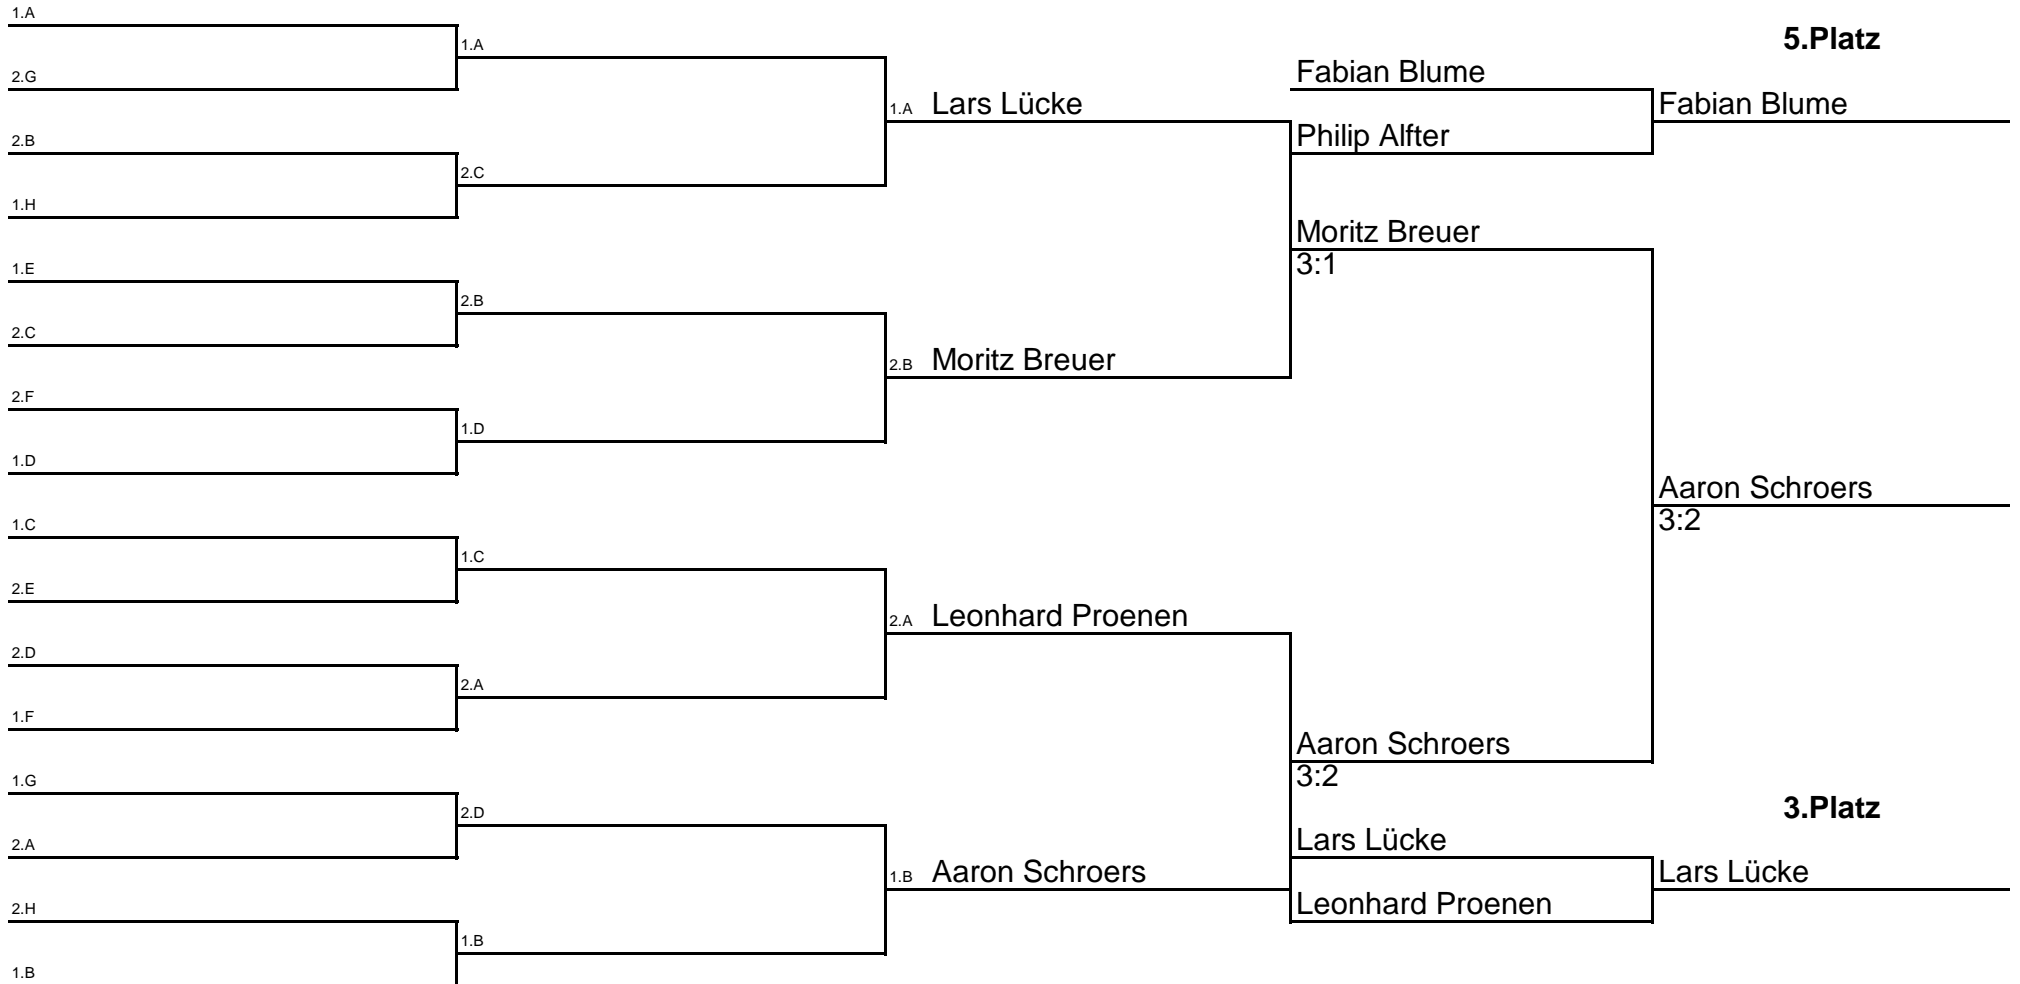 1.A
2.G
2.B
1.H
1.E
2.C
2.F
1.D
1.C
2.E
2.D
1.F
1.G
2.A
2.H
1.B
1.A
2.C
2.B
1.D
1.C
2.A
2.D
1.B
1.A Lars Lücke
2.B Moritz Breuer
2.A Leonhard Proenen
1.B Aaron Schroers
Fabian Blume
Philip Alfter
Moritz Breuer
3:1
Aaron Schroers
3:2
Lars Lücke
Leonhard Proenen
5.Platz
Fabian Blume
Aaron Schroers
3:2
3.Platz
Lars Lücke